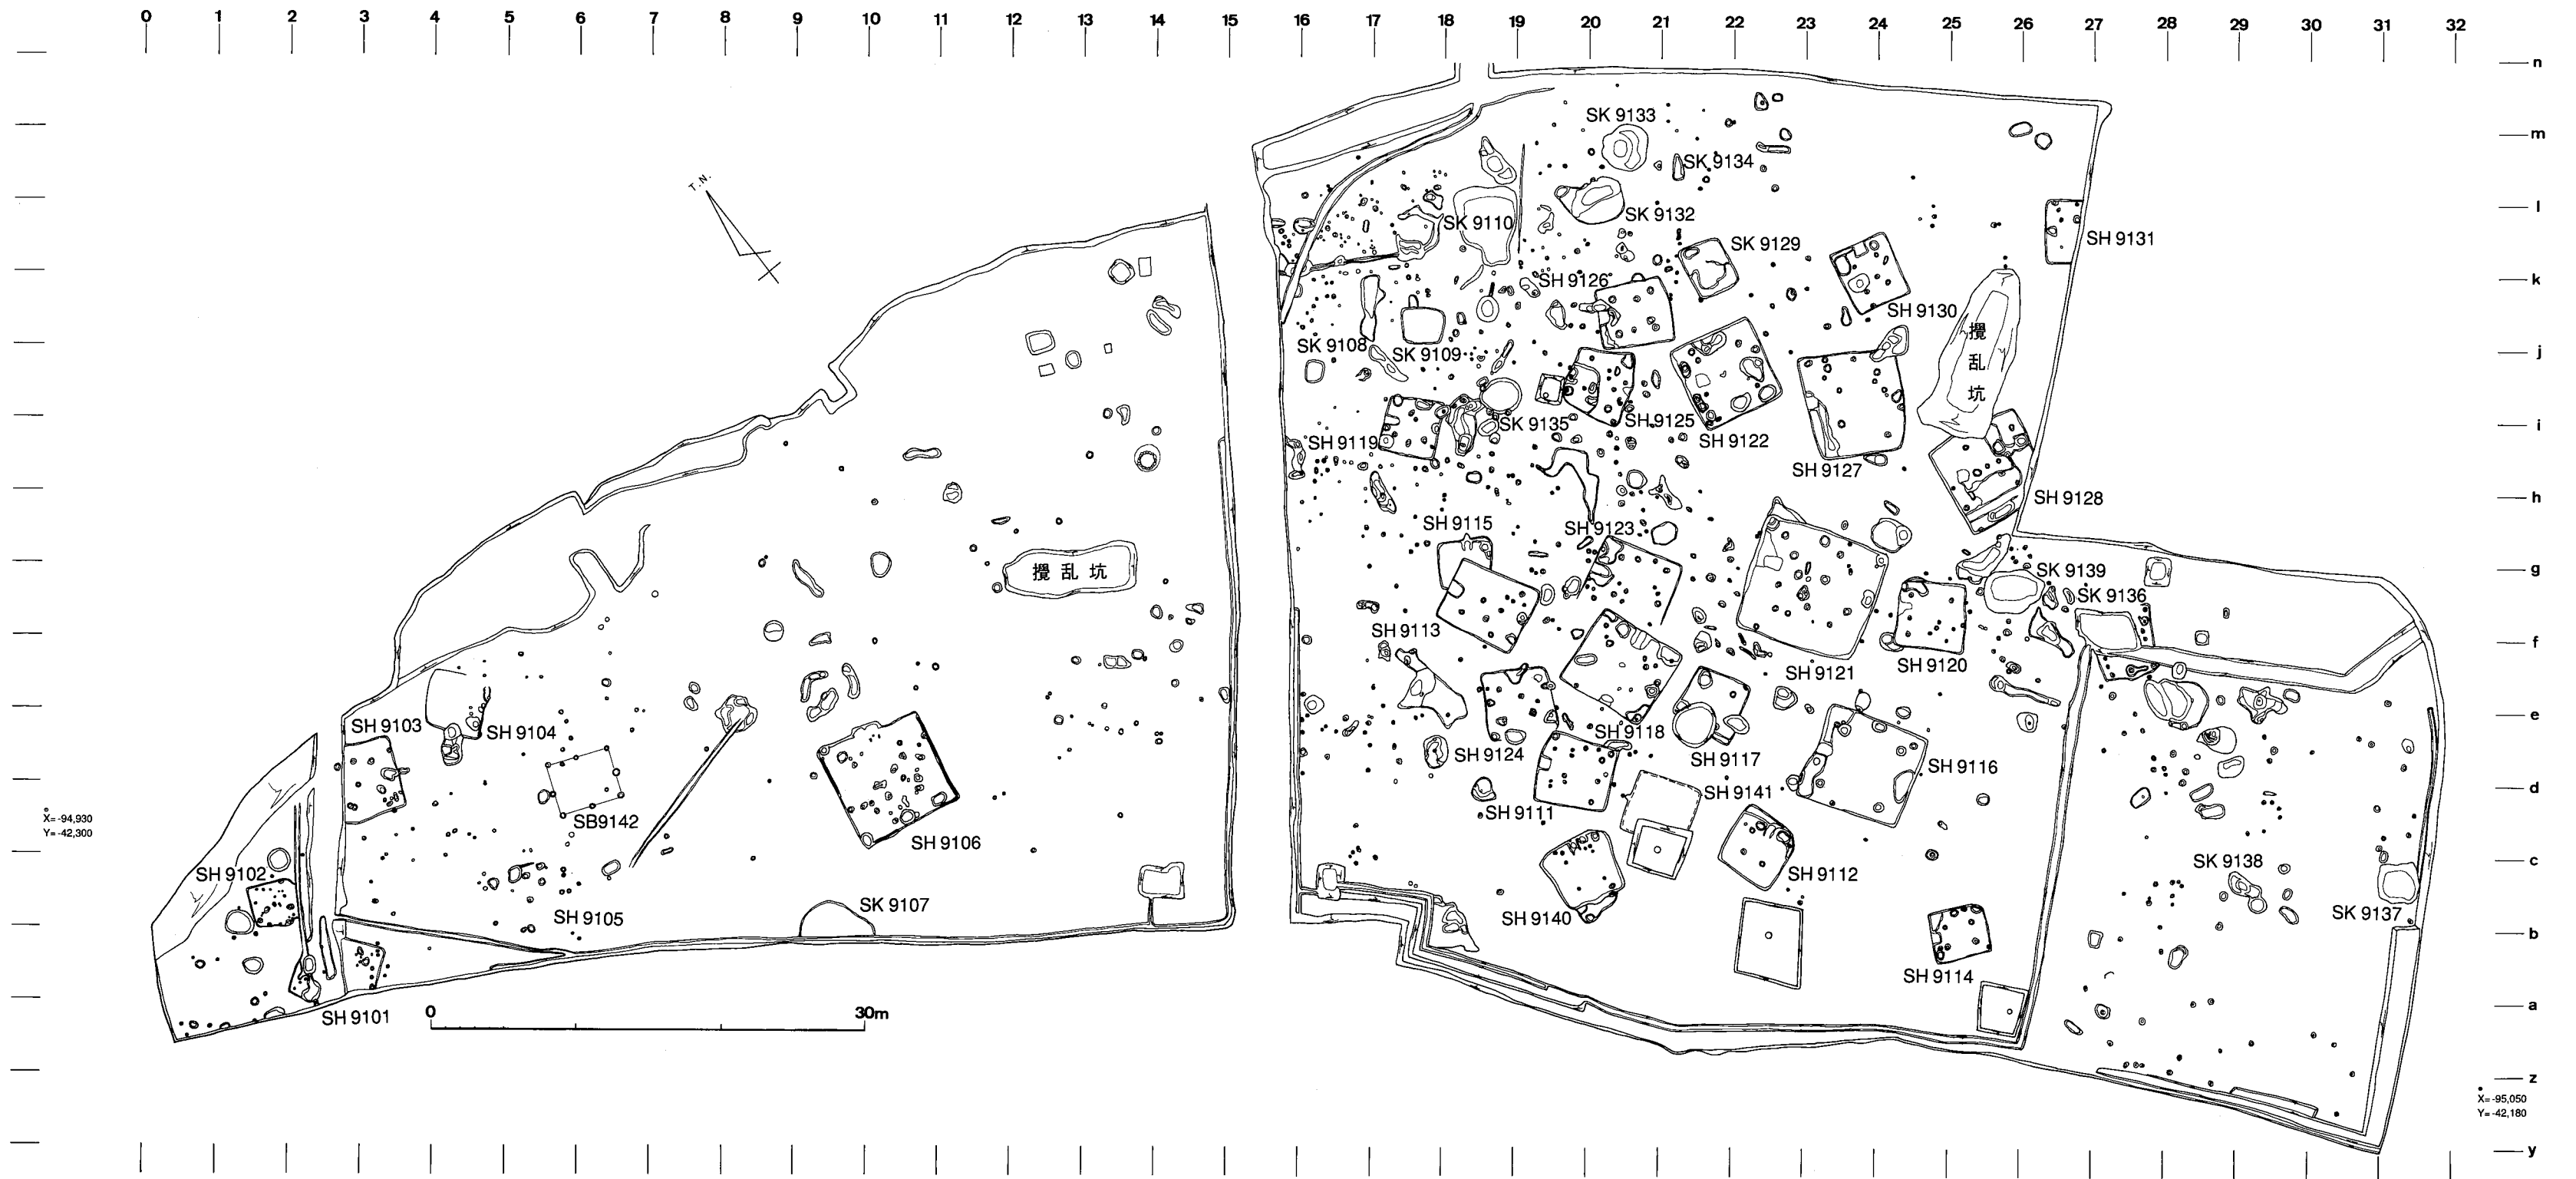 0 1 2 3 4 5 6 7 8 9 10 11 12 13 14 15 16 17 18 19 20 21 22 23 24 25 26 27 28 29 30 31 32
n
SK 9133
m
SK 9134
T.N.
SK 9110
SK 9132
l
SH 9131
SK 9129
SH 9126
k
SH 9130
攪
乱
坑
SK 9108
SK 9109
j
SK 9135
SH 9125
SH 9119
SH 9122
i
SH 9127
SH 9128
h
SH 9115
SH 9123
攪乱坑
g
SK 9139
SK 9136
SH 9113
f
SH 9120
SH 9121
SH 9103
SH 9104
e
SH 9118
SH 9124
SH 9117
SH 9116
d
SH 9141
X=-94,930
Y=-42,300
SB9142
SH 9111
SH 9106
SH 9102
SH 9112
c
SK 9138
SK 9107
SH 9105
SH 9140
SK 9137
b
SH 9114
SH 9101
0 30m
a
z
X=-95,050
Y=-42,180
y